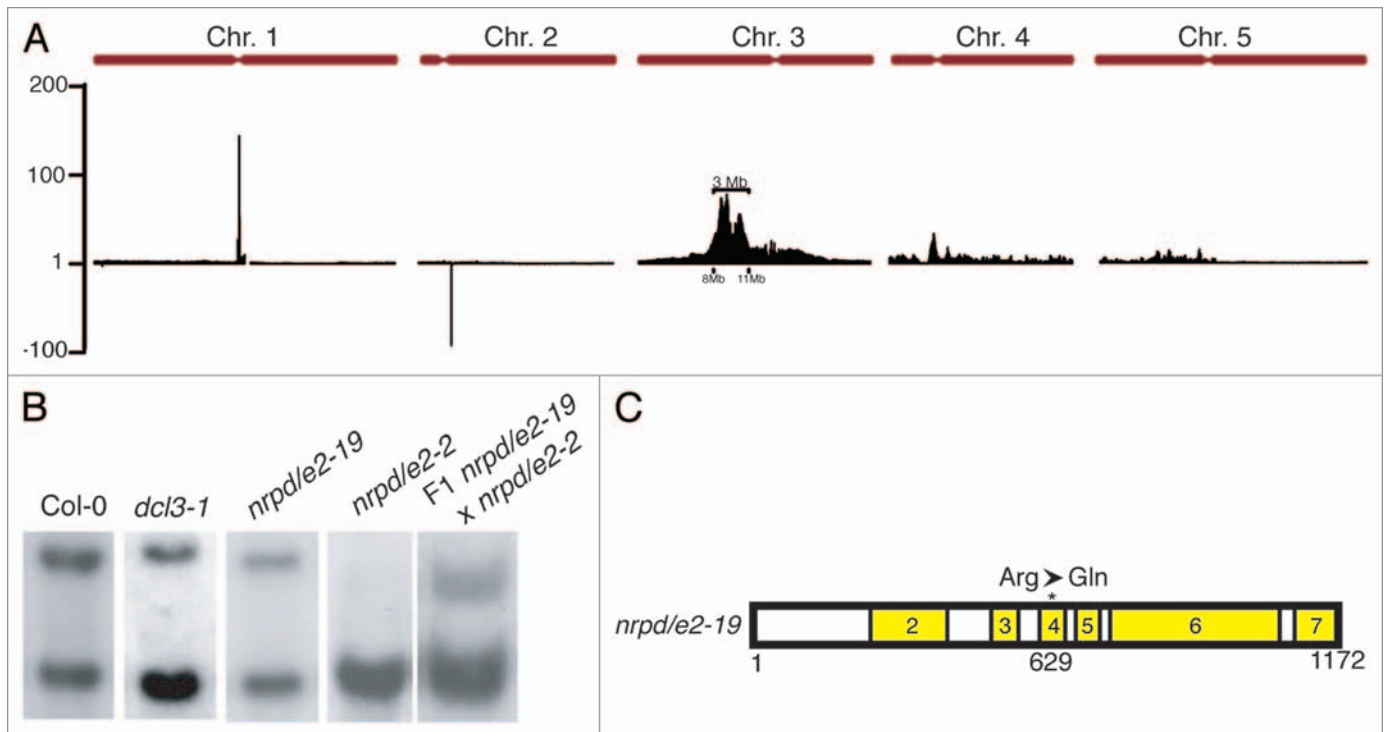 A
Chr. 1 Chr. 2 Chr. 3 Chr. 4 Chr. 5
200
100
1
-100
3 Mb
8Mb 11Mb
B
Col-0
dcl3-1
nrpd/e2-19
nrpd/e2-2
F1 nrpd/e2-19
x nrpd/e2-2
C
Arg > Gln
*
nrpd/e2-19
2 3 4 5 6 7
1 629 1172